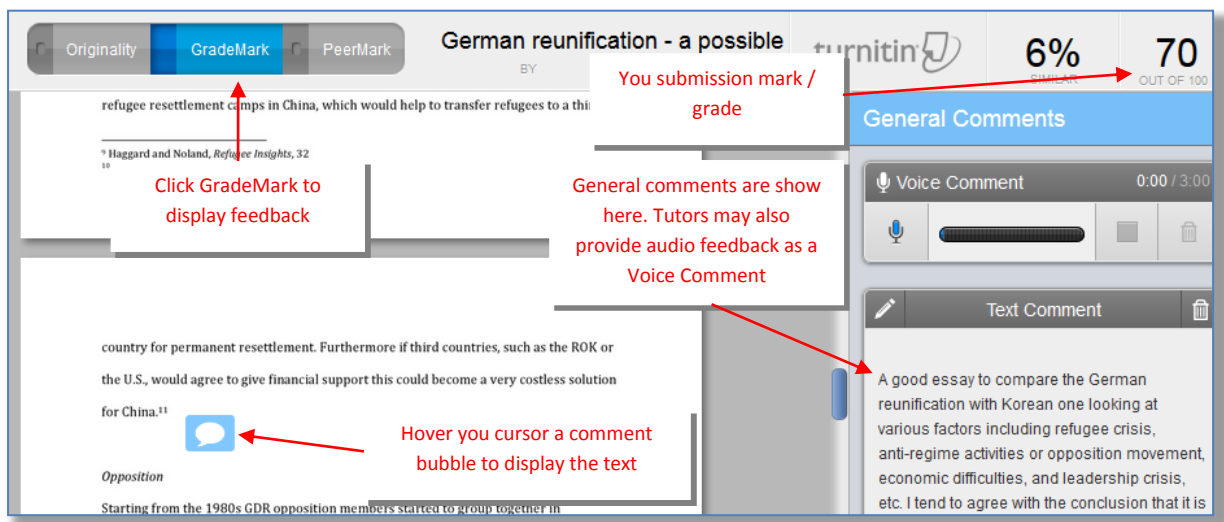 Originality GradeMark PeerMark
German reunification - a possible
BY
turnitin
6%
SIMILAR
70
OUT OF 100
You submission mark /
grade
refugee resettlement camps in China, which would help to transfer refugees to a thi
⁹ Haggard and Noland, Refugee Insights, 32
¹⁰
Click GradeMark to
display feedback
General comments are show
here. Tutors may also
provide audio feedback as a
Voice Comment
General Comments
Voice Comment 0:00 / 3:00
Text Comment
country for permanent resettlement. Furthermore if third countries, such as the ROK or
the U.S., would agree to give financial support this could become a very costless solution
for China.¹¹
Hover you cursor a comment
bubble to display the text
Opposition
Starting from the 1980s GDR opposition members started to group together in
A good essay to compare the German
reunification with Korean one looking at
various factors including refugee crisis,
anti-regime activities or opposition movement,
economic difficulties, and leadership crisis,
etc. I tend to agree with the conclusion that it is